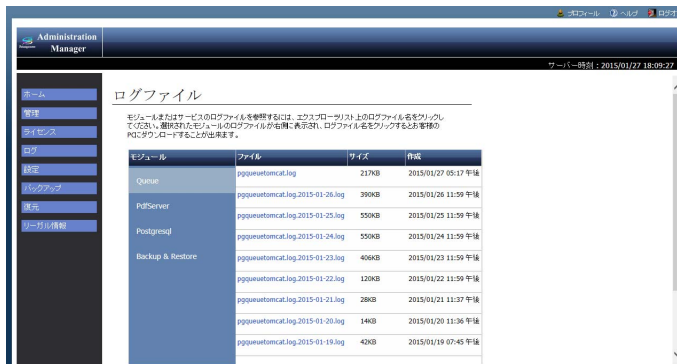 プロフィール ヘルプ ログオ
Administration
Manager
サーバー時刻 : 2015/01/27 18:09:27
ホーム
管理
ライセンス
ログ
設定
バックアップ
復元
リーガル情報
ログファイル
モジュールまたはサービスのログファイルを参照するには、エクスプローラリスト上のログファイル名をクリックし
てください。選択されたモジュールのログファイルが右側に表示され、ログファイル名をクリックするとお客様の
PCにダウンロードすることが出来ます。
モジュール ファイル サイズ 作成
Queue
PdfServer
Postgresql
Backup & Restore
pgqueuetomcat.log 217KB 2015/01/27 05:17 午後
pgqueuetomcat.log.2015-01-26.log 390KB 2015/01/26 11:59 午後
pgqueuetomcat.log.2015-01-25.log 550KB 2015/01/25 11:59 午後
pgqueuetomcat.log.2015-01-24.log 550KB 2015/01/24 11:59 午後
pgqueuetomcat.log.2015-01-23.log 406KB 2015/01/23 11:59 午後
pgqueuetomcat.log.2015-01-22.log 120KB 2015/01/22 11:59 午後
pgqueuetomcat.log.2015-01-21.log 28KB 2015/01/21 11:37 午後
pgqueuetomcat.log.2015-01-20.log 14KB 2015/01/20 11:36 午後
pgqueuetomcat.log.2015-01-19.log 42KB 2015/01/19 07:45 午後